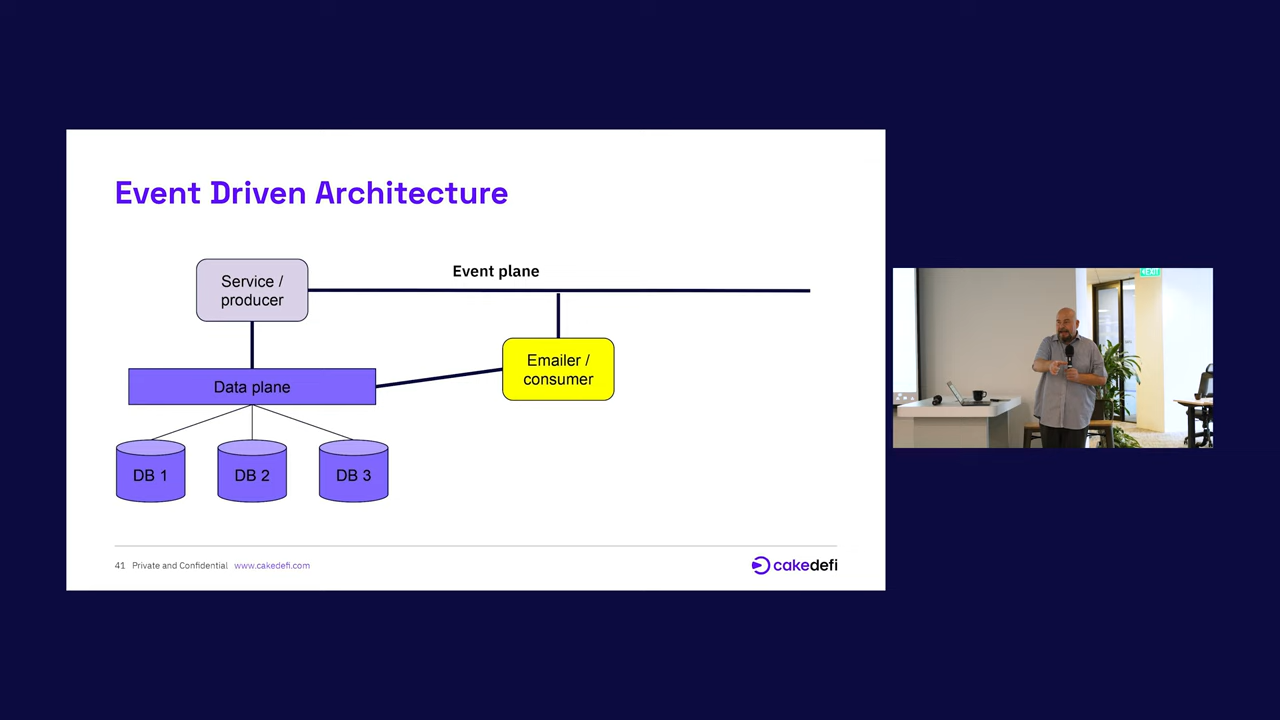 Event Driven Architecture
Event plane
Service /
producer
Emailer /
consumer
Data plane
DB 1
DB 2
DB 3
41 Private and Confidential www.cakedefi.com
cakedefi
EXIT